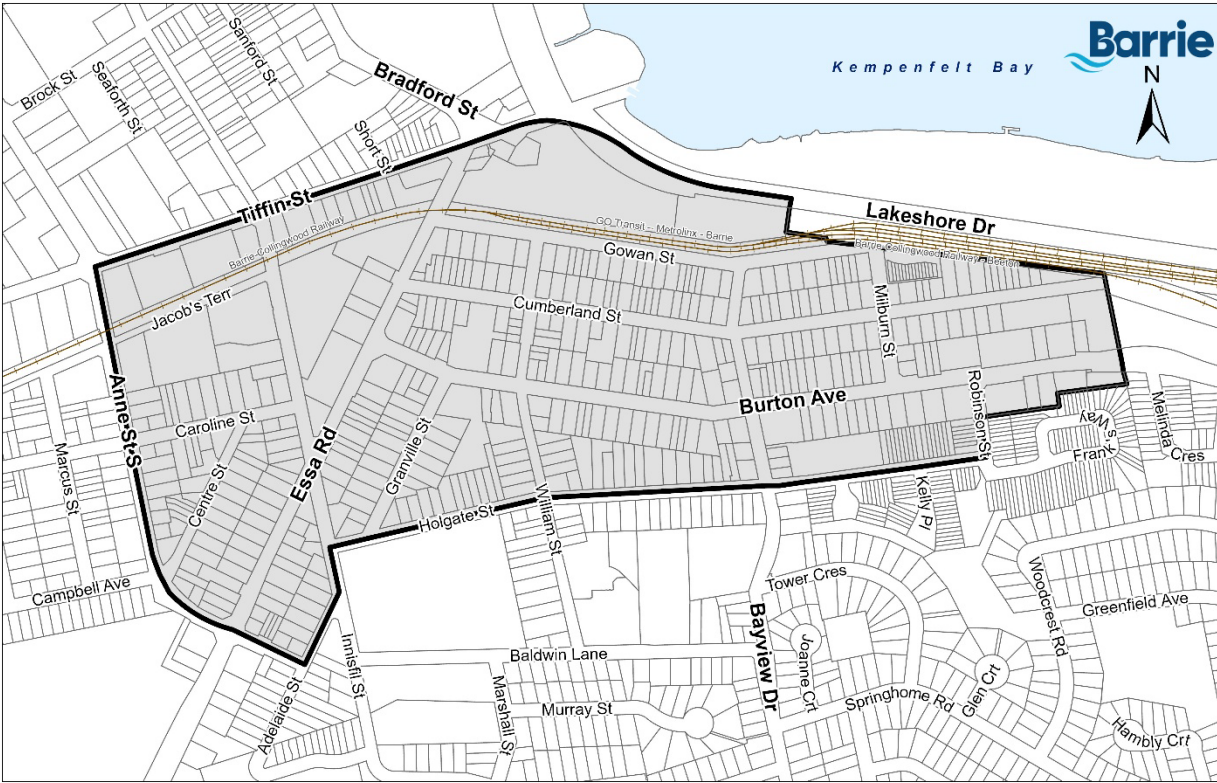 Barrie
N
Kempenfelt Bay
Sanford St
Seaforth St
Brock St
Bradford St
Short St
Tiffin St
Barrie-Collingwood Railway
GO Transit - Metrolinx - Barrie
Lakeshore Dr
Barrie Collingwood Railway - Beeton
Gowan St
Jacob's Terr
Cumberland St
Milburn St
Anne St S
Burton Ave
Robinson St
Frank's Way
Melinda Cres
Caroline St
Marcus St
Essa Rd
Granville St
Centre St
Holgate St
William St
Kelly Pl
Campbell Ave
Tower Cres
Woodcrest Rd
Greenfield Ave
Innisfil St
Bayview Dr
Joanne Crt
Baldwin Lane
Adelaide St
Marshall St
Murray St
Springhome Rd
Glen Crt
Hambly Crt